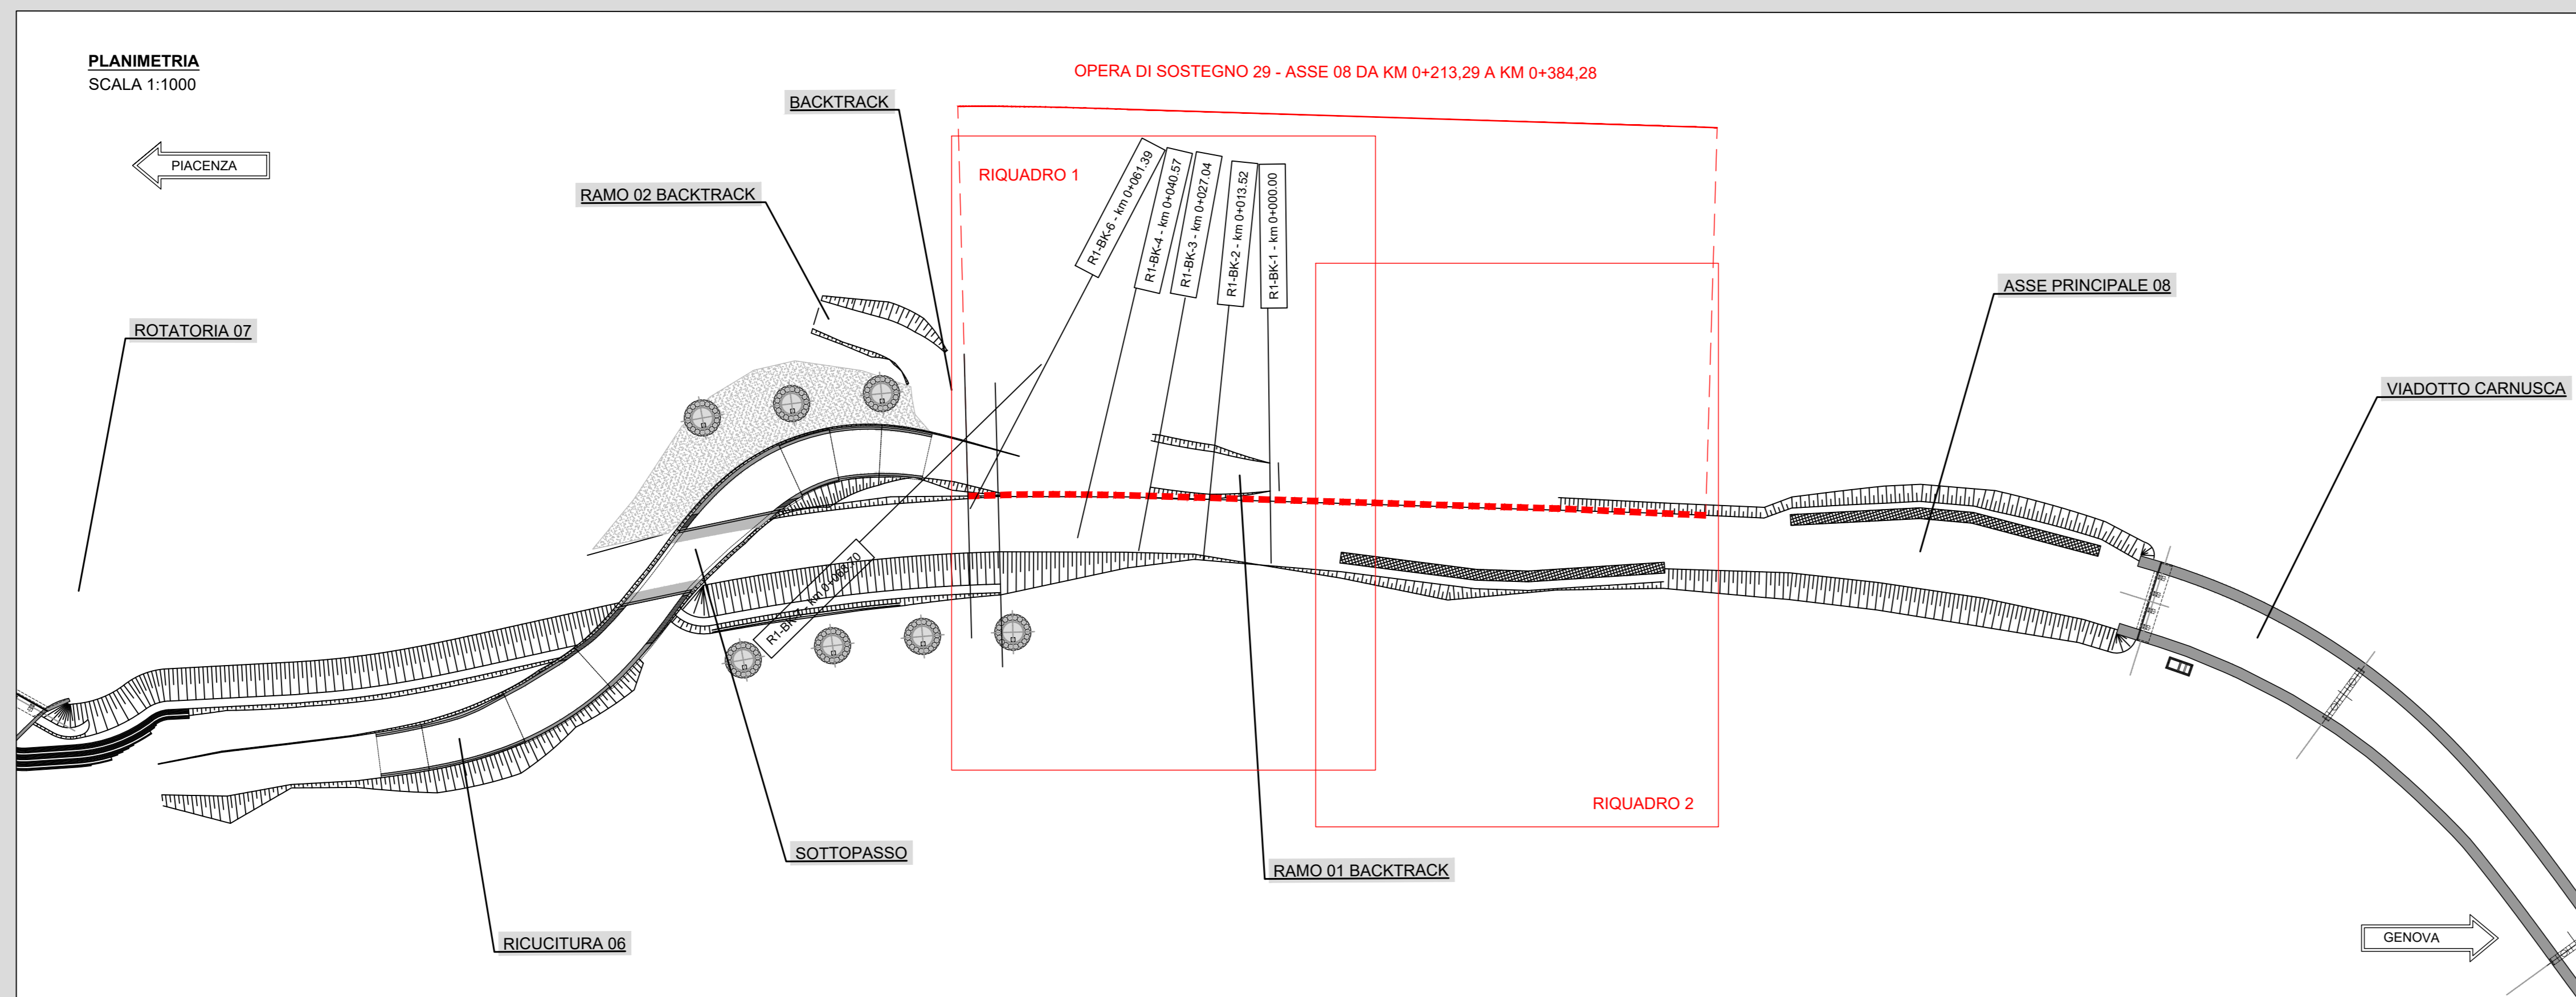 PLANIMETRIA
SCALA 1:1000
OPERA DI SOSTEGNO 29 - ASSE 08 DA KM 0+213,29 A KM 0+384,28
BACKTRACK
PIACENZA
RIQUADRO 1
RAMO 02 BACKTRACK
R1-BK-6 - km 0+061.39
R1-BK-4 - km 0+040.57
R1-BK-3 - km 0+027.04
R1-BK-2 - km 0+013.52
R1-BK-1 - km 0+000.00
ASSE PRINCIPALE 08
ROTATORIA 07
VIADOTTO CARNUSCA
RIQUADRO 2
SOTTOPASSO
RAMO 01 BACKTRACK
RICUCITURA 06
GENOVA